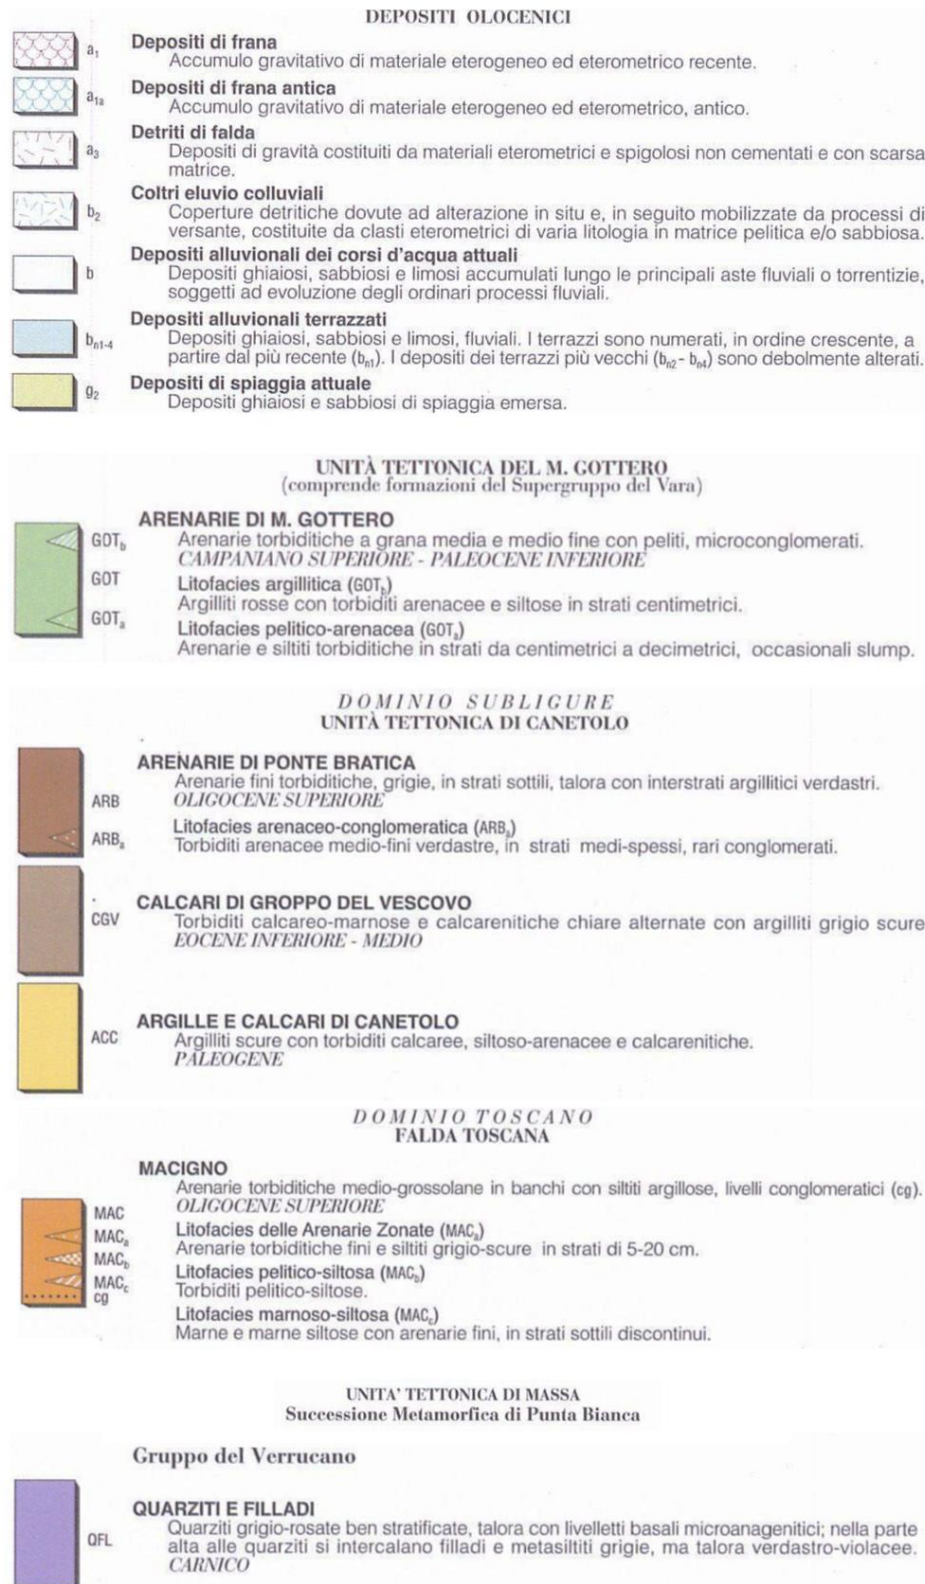 DEPOSITI OLOCENICI
a1
Depositi di frana
Accumulo gravitativo di materiale eterogeneo ed eterometrico recente.
a1a
Depositi di frana antica
Accumulo gravitativo di materiale eterogeneo ed eterometrico, antico.
a3
Detriti di falda
Depositi di gravità costituiti da materiali eterometrici e spigolosi non cementati e con scarsa
matrice.
b2
Coltri eluvio colluviali
Coperture detritiche dovute ad alterazione in situ e, in seguito mobilizzate da processi di
versante, costituite da clasti eterometrici di varia litologia in matrice pelitica e/o sabbiosa.
b
Depositi alluvionali dei corsi d'acqua attuali
Depositi ghiaiosi, sabbiosi e limosi accumulati lungo le principali aste fluviali o torrentizie,
soggetti ad evoluzione degli ordinari processi fluviali.
bn1-4
Depositi alluvionali terrazzati
Depositi ghiaiosi, sabbiosi e limosi, fluviali. I terrazzi sono numerati, in ordine crescente, a
partire dal più recente (bn1). I depositi dei terrazzi più vecchi (bn2 - bn4) sono debolmente alterati.
g2
Depositi di spiaggia attuale
Depositi ghiaiosi e sabbiosi di spiaggia emersa.
UNITÀ TETTONICA DEL M. GOTTERO
(comprende formazioni del Supergruppo del Vara)
ARENARIE DI M. GOTTERO
GOTb
Arenarie torbiditiche a grana media e medio fine con peliti, microconglomerati.
CAMPANIANO SUPERIORE - PALEOCENE INFERIORE
GOT
Litofacies argillitica (GOTb)
Argilliti rosse con torbiditi arenacee e siltose in strati centimetrici.
GOTa
Litofacies pelitico-arenacea (GOTa)
Arenarie e siltiti torbiditiche in strati da centimetrici a decimetrici, occasionali slump.
DOMINIO SUBLIGURE
UNITÀ TETTONICA DI CANETOLO
ARENARIE DI PONTE BRATICA
Arenarie fini torbiditiche, grigie, in strati sottili, talora con interstrati argillitici verdastri.
ARB
OLIGOCENE SUPERIORE
ARBa
Litofacies arenaceo-conglomeratica (ARBa)
Torbiditi arenacee medio-fini verdastre, in strati medi-spessi, rari conglomerati.
CALCARI DI GROPPO DEL VESCOVO
CGV
Torbiditi calcareo-marnose e calcarenitiche chiare alternate con argilliti grigio scure
EOCENE INFERIORE - MEDIO
ARGILLE E CALCARI DI CANETOLO
ACC
Argilliti scure con torbiditi calcaree, siltoso-arenacee e calcarenitiche.
PALEOGENE
DOMINIO TOSCANO
FALDA TOSCANA
MACIGNO
Arenarie torbiditiche medio-grossolane in banchi con siltiti argillose, livelli conglomeratici (cg).
MAC
OLIGOCENE SUPERIORE
MACa
Litofacies delle Arenarie Zonate (MACa)
Arenarie torbiditiche fini e siltiti grigio-scure in strati di 5-20 cm.
MACb
Litofacies pelitico-siltosa (MACb)
MACc
Torbiditi pelitico-siltose.
cg
Litofacies marnoso-siltosa (MACc)
Marne e marne siltose con arenarie fini, in strati sottili discontinui.
UNITA' TETTONICA DI MASSA
Successione Metamorfica di Punta Bianca
Gruppo del Verrucano
QUARZITI E FILLADI
QFL
Quarziti grigio-rosate ben stratificate, talora con livelletti basali microanagenitici; nella parte
alta alle quarziti si intercalano filladi e metasiltiti grigie, ma talora verdastro-violacee.
CARNICO